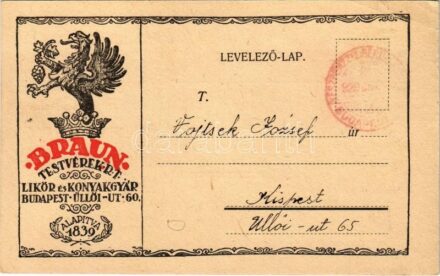 BRAUN
TESTVÉREK R.T.
LIKŐR ÉS KONYAKGYÁR
BUDAPEST-ÜLLŐI-UT-60.
ALAPITVA
1839
LEVELEZŐ-LAP.
T.
Vojtsek József úr
Kispest
Üllői-ut 65